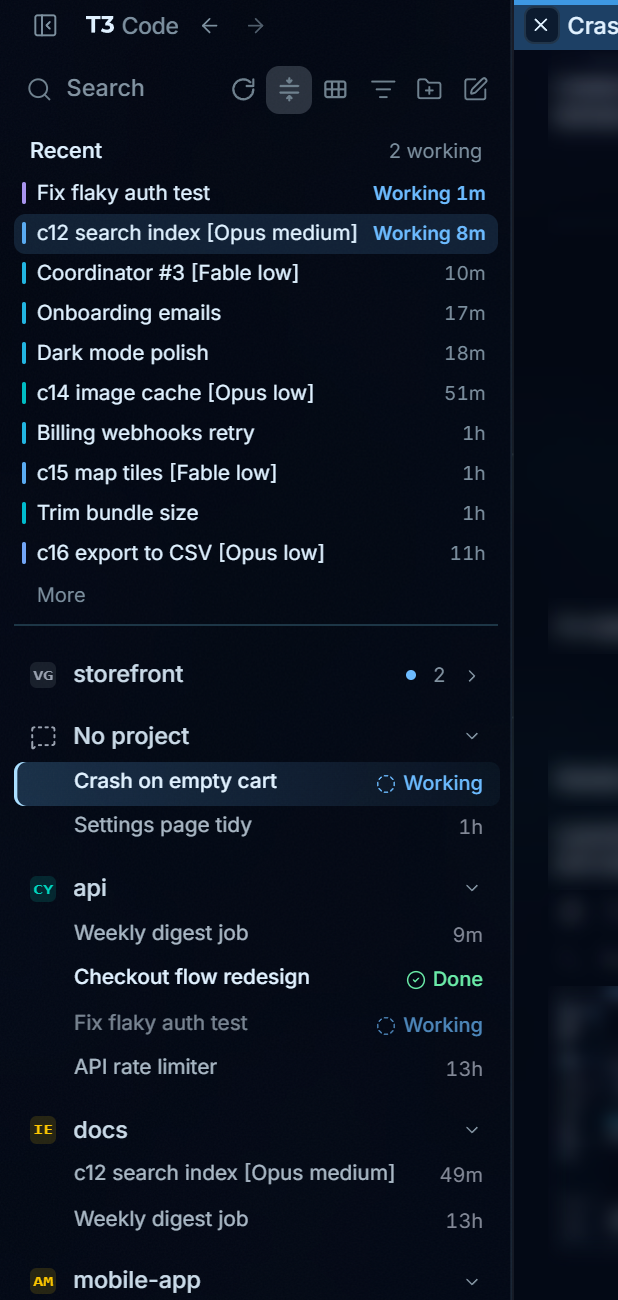 T3 Code
Search
Recent 2 working
Fix flaky auth test Working 1m
c12 search index [Opus medium] Working 8m
Coordinator #3 [Fable low] 10m
Onboarding emails 17m
Dark mode polish 18m
c14 image cache [Opus low] 51m
Billing webhooks retry 1h
c15 map tiles [Fable low] 1h
Trim bundle size 1h
c16 export to CSV [Opus low] 11h
More
VG storefront 2
No project
Crash on empty cart Working
Settings page tidy 1h
CY api
Weekly digest job 9m
Checkout flow redesign Done
Fix flaky auth test Working
API rate limiter 13h
IE docs
c12 search index [Opus medium] 49m
Weekly digest job 13h
AM mobile-app
Cras